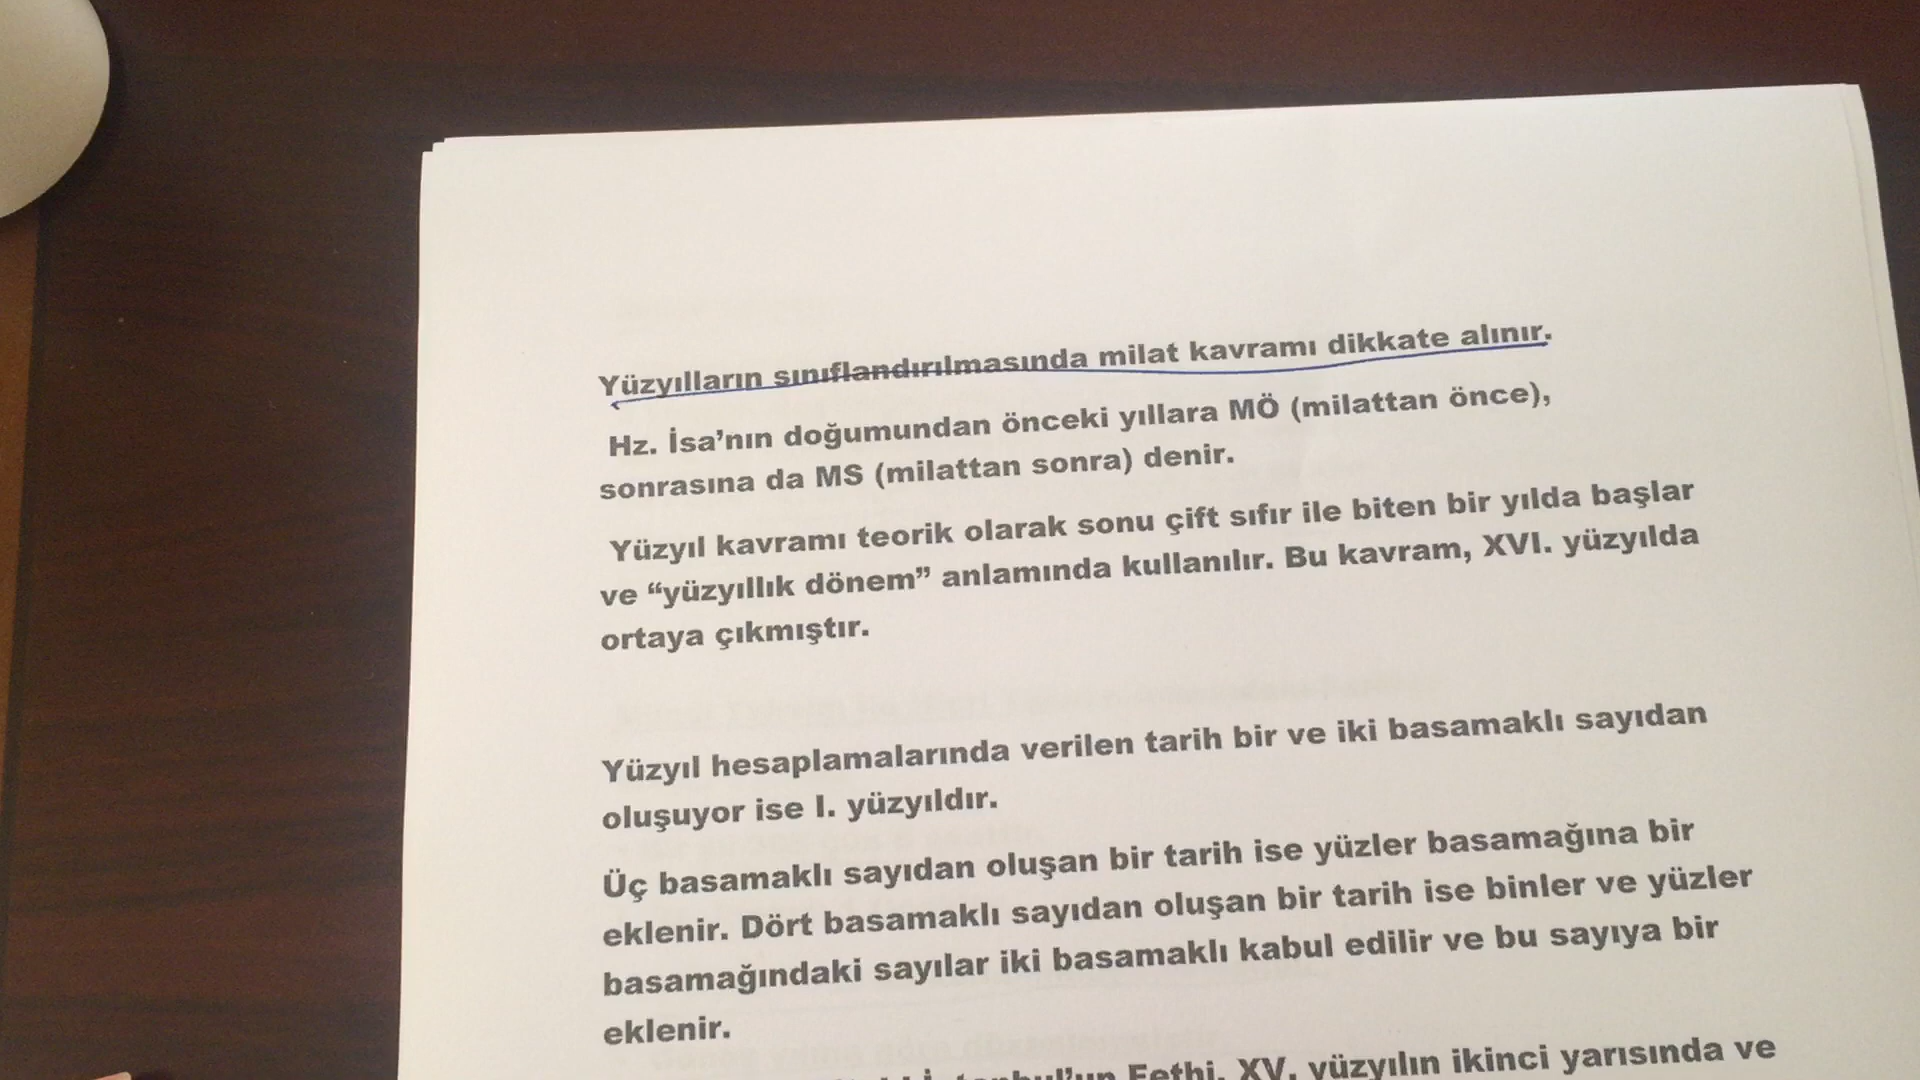 Yüzyılların sınıflandırılmasında milat kavramı dikkate alınır.
Hz. İsa’nın doğumundan önceki yıllara MÖ (milattan önce),
sonrasına da MS (milattan sonra) denir.
Yüzyıl kavramı teorik olarak sonu çift sıfır ile biten bir yılda başlar
ve “yüzyıllık dönem” anlamında kullanılır. Bu kavram, XVI. yüzyılda
ortaya çıkmıştır.
Yüzyıl hesaplamalarında verilen tarih bir ve iki basamaklı sayıdan
oluşuyor ise I. yüzyıldır.
Üç basamaklı sayıdan oluşan bir tarih ise yüzler basamağına bir
eklenir. Dört basamaklı sayıdan oluşan bir tarih ise binler ve yüzler
basamağındaki sayılar iki basamaklı kabul edilir ve bu sayıya bir
eklenir.
Fethi, XV. yüzyılın ikinci yarısında ve